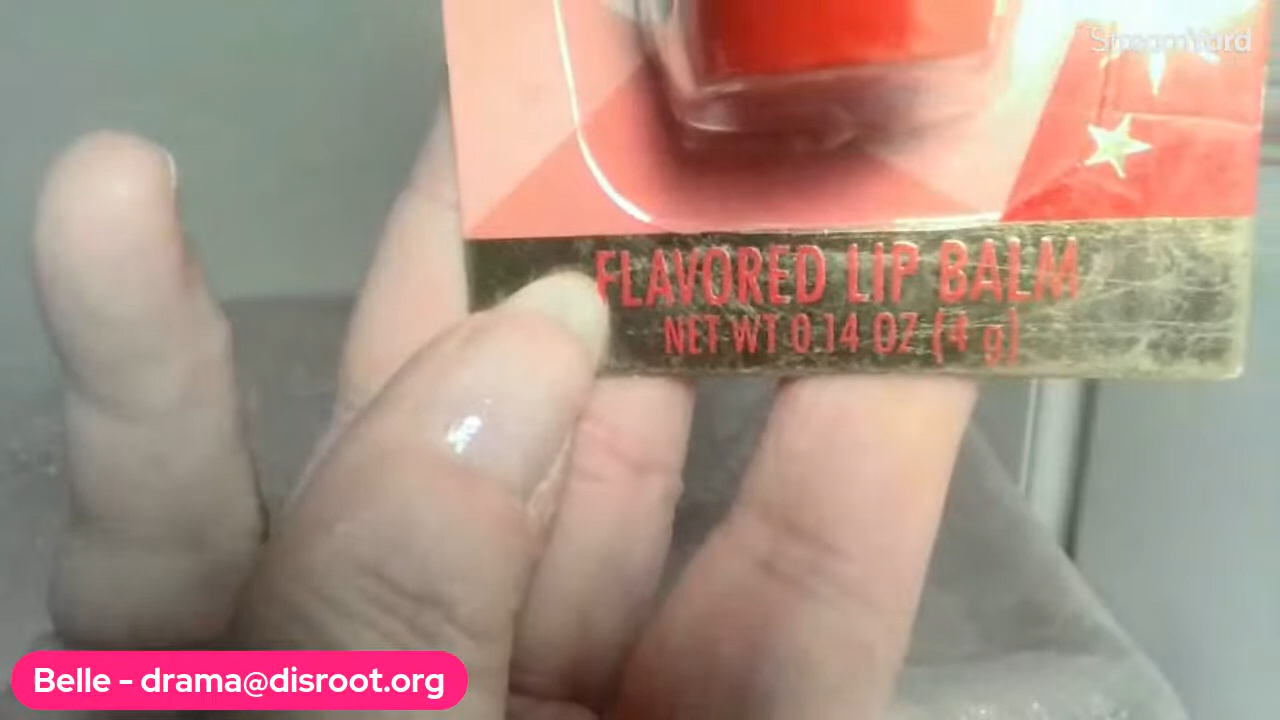 StreamYard
FLAVORED LIP BALM
NET WT 0.14 OZ (4 g)
Belle - drama@disroot.org